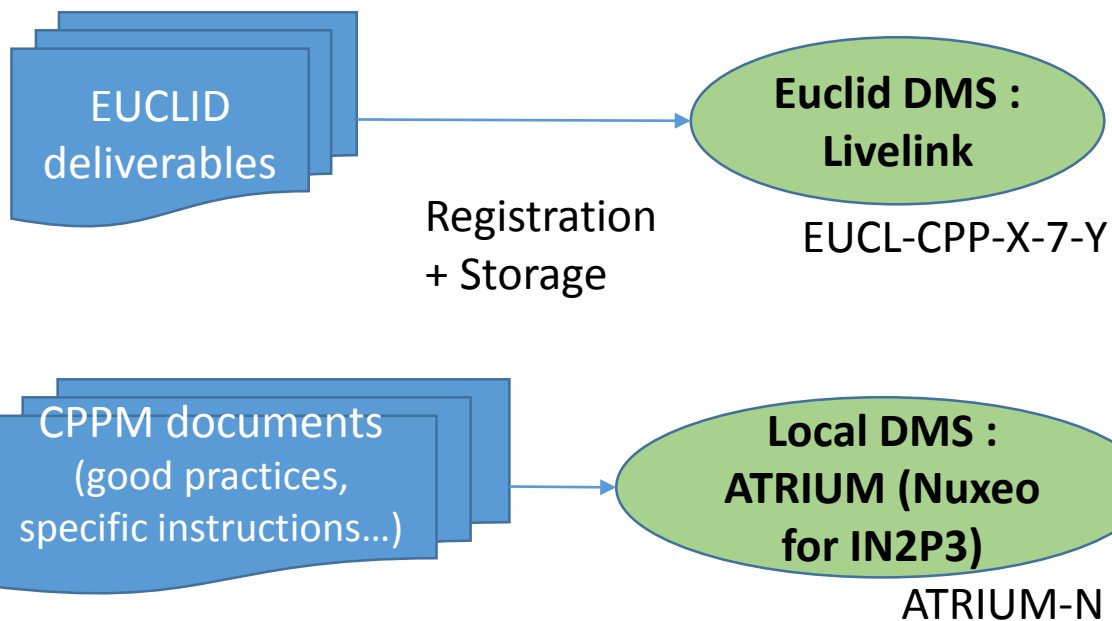 EUCLID
deliverables
Euclid DMS :
Livelink
Registration
+ Storage
EUCL-CPP-X-7-Y
CPPM documents
(good practices,
specific instructions…)
Local DMS :
ATRIUM (Nuxeo
for IN2P3)
ATRIUM-N